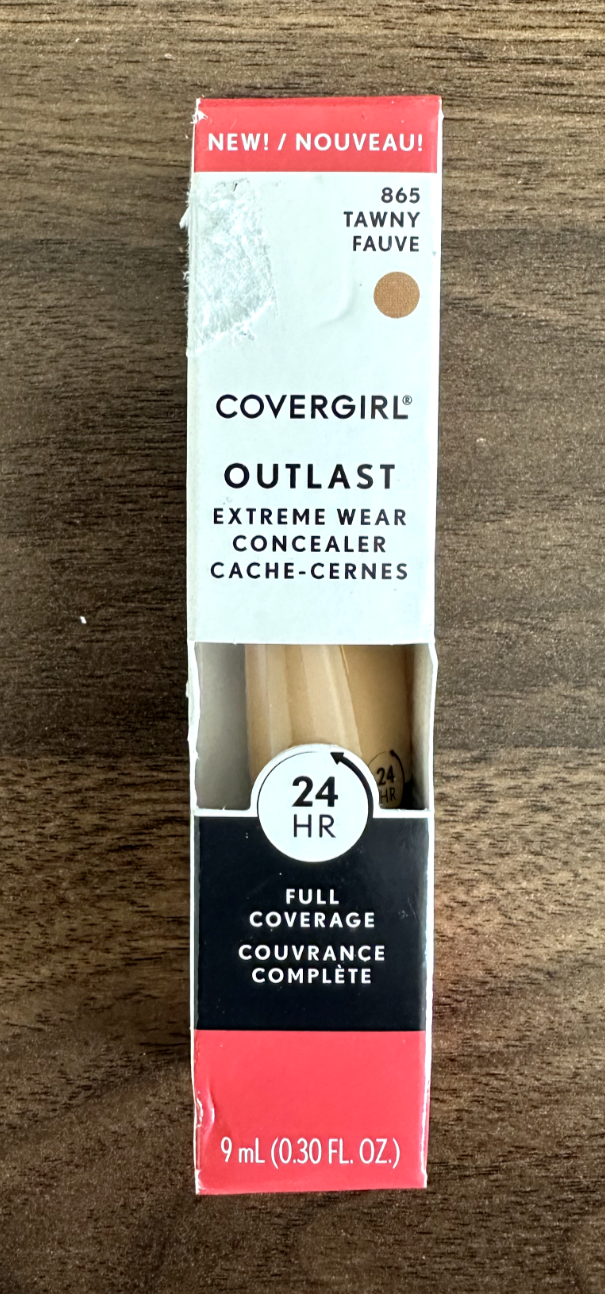 NEW! / NOUVEAU!
865
TAWNY
FAUVE
COVERGIRL®
OUTLAST
EXTREME WEAR
CONCEALER
CACHE-CERNES
24
HR
24
HR
FULL
COVERAGE
COUVRANCE
COMPLÈTE
9 mL (0.30 FL. OZ.)